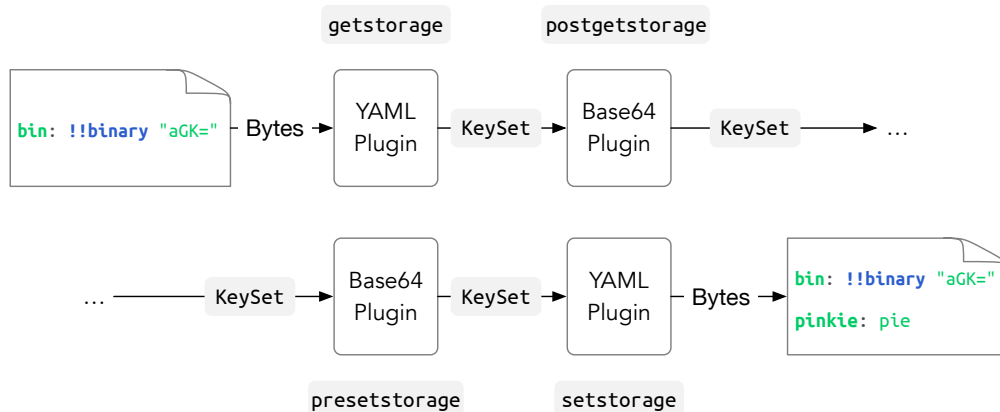 getstorage
postgetstorage
bin: !!binary "aGK="
Bytes
YAML
Plugin
KeySet
Base64
Plugin
KeySet
...
...
KeySet
Base64
Plugin
KeySet
YAML
Plugin
Bytes
bin: !!binary "aGK="
pinkie: pie
presetstorage
setstorage